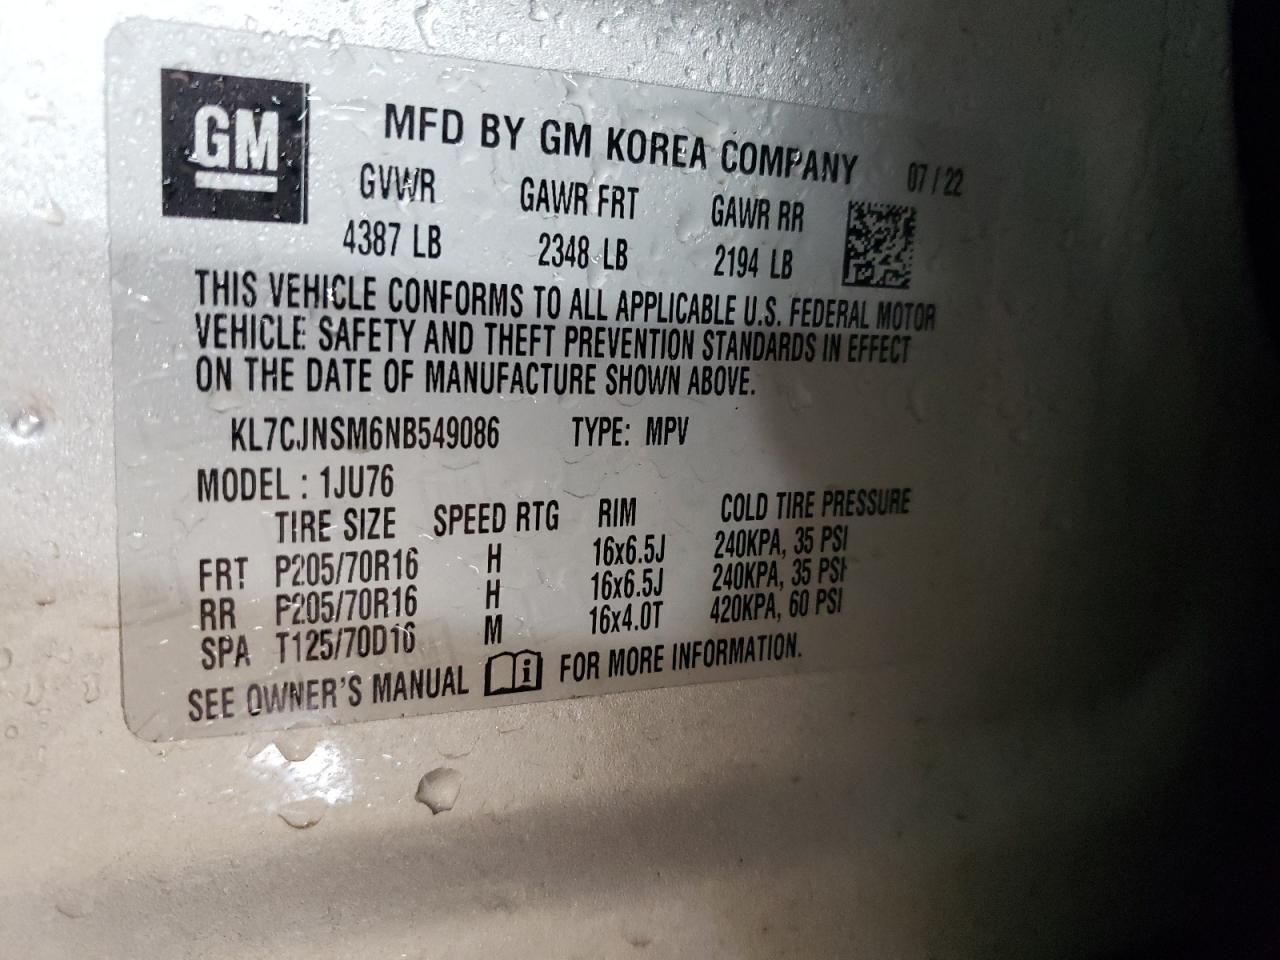 GM
MFD BY GM KOREA COMPANY 07/22
GVWR GAWR FRT GAWR RR
4387 LB 2348 LB 2194 LB
THIS VEHICLE CONFORMS TO ALL APPLICABLE U.S. FEDERAL MOTOR
VEHICLE SAFETY AND THEFT PREVENTION STANDARDS IN EFFECT
ON THE DATE OF MANUFACTURE SHOWN ABOVE.
KL7CJNSM6NB549086 TYPE: MPV
MODEL : 1JU76
TIRE SIZE SPEED RTG RIM COLD TIRE PRESSURE
FRT P205/70R16 H 16x6.5J 240KPA, 35 PSI
RR P205/70R16 H 16x6.5J 240KPA, 35 PSI
SPA T125/70D16 M 16x4.0T 420KPA, 60 PSI
SEE OWNER'S MANUAL i FOR MORE INFORMATION.